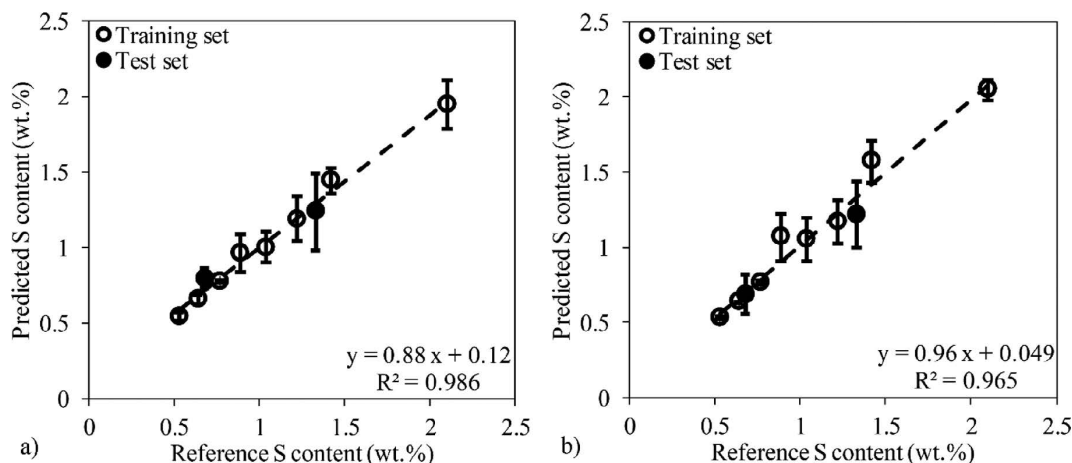 2.5
Training set
Test set
2
1.5
1
0.5
0
Predicted S content (wt.%)
y = 0.88 x + 0.12
R² = 0.986
0 0.5 1 1.5 2 2.5
a) Reference S content (wt.%)
2.5
Training set
Test set
2
1.5
1
0.5
0
Predicted S content (wt.%)
y = 0.96 x + 0.049
R² = 0.965
0 0.5 1 1.5 2 2.5
b) Reference S content (wt.%)